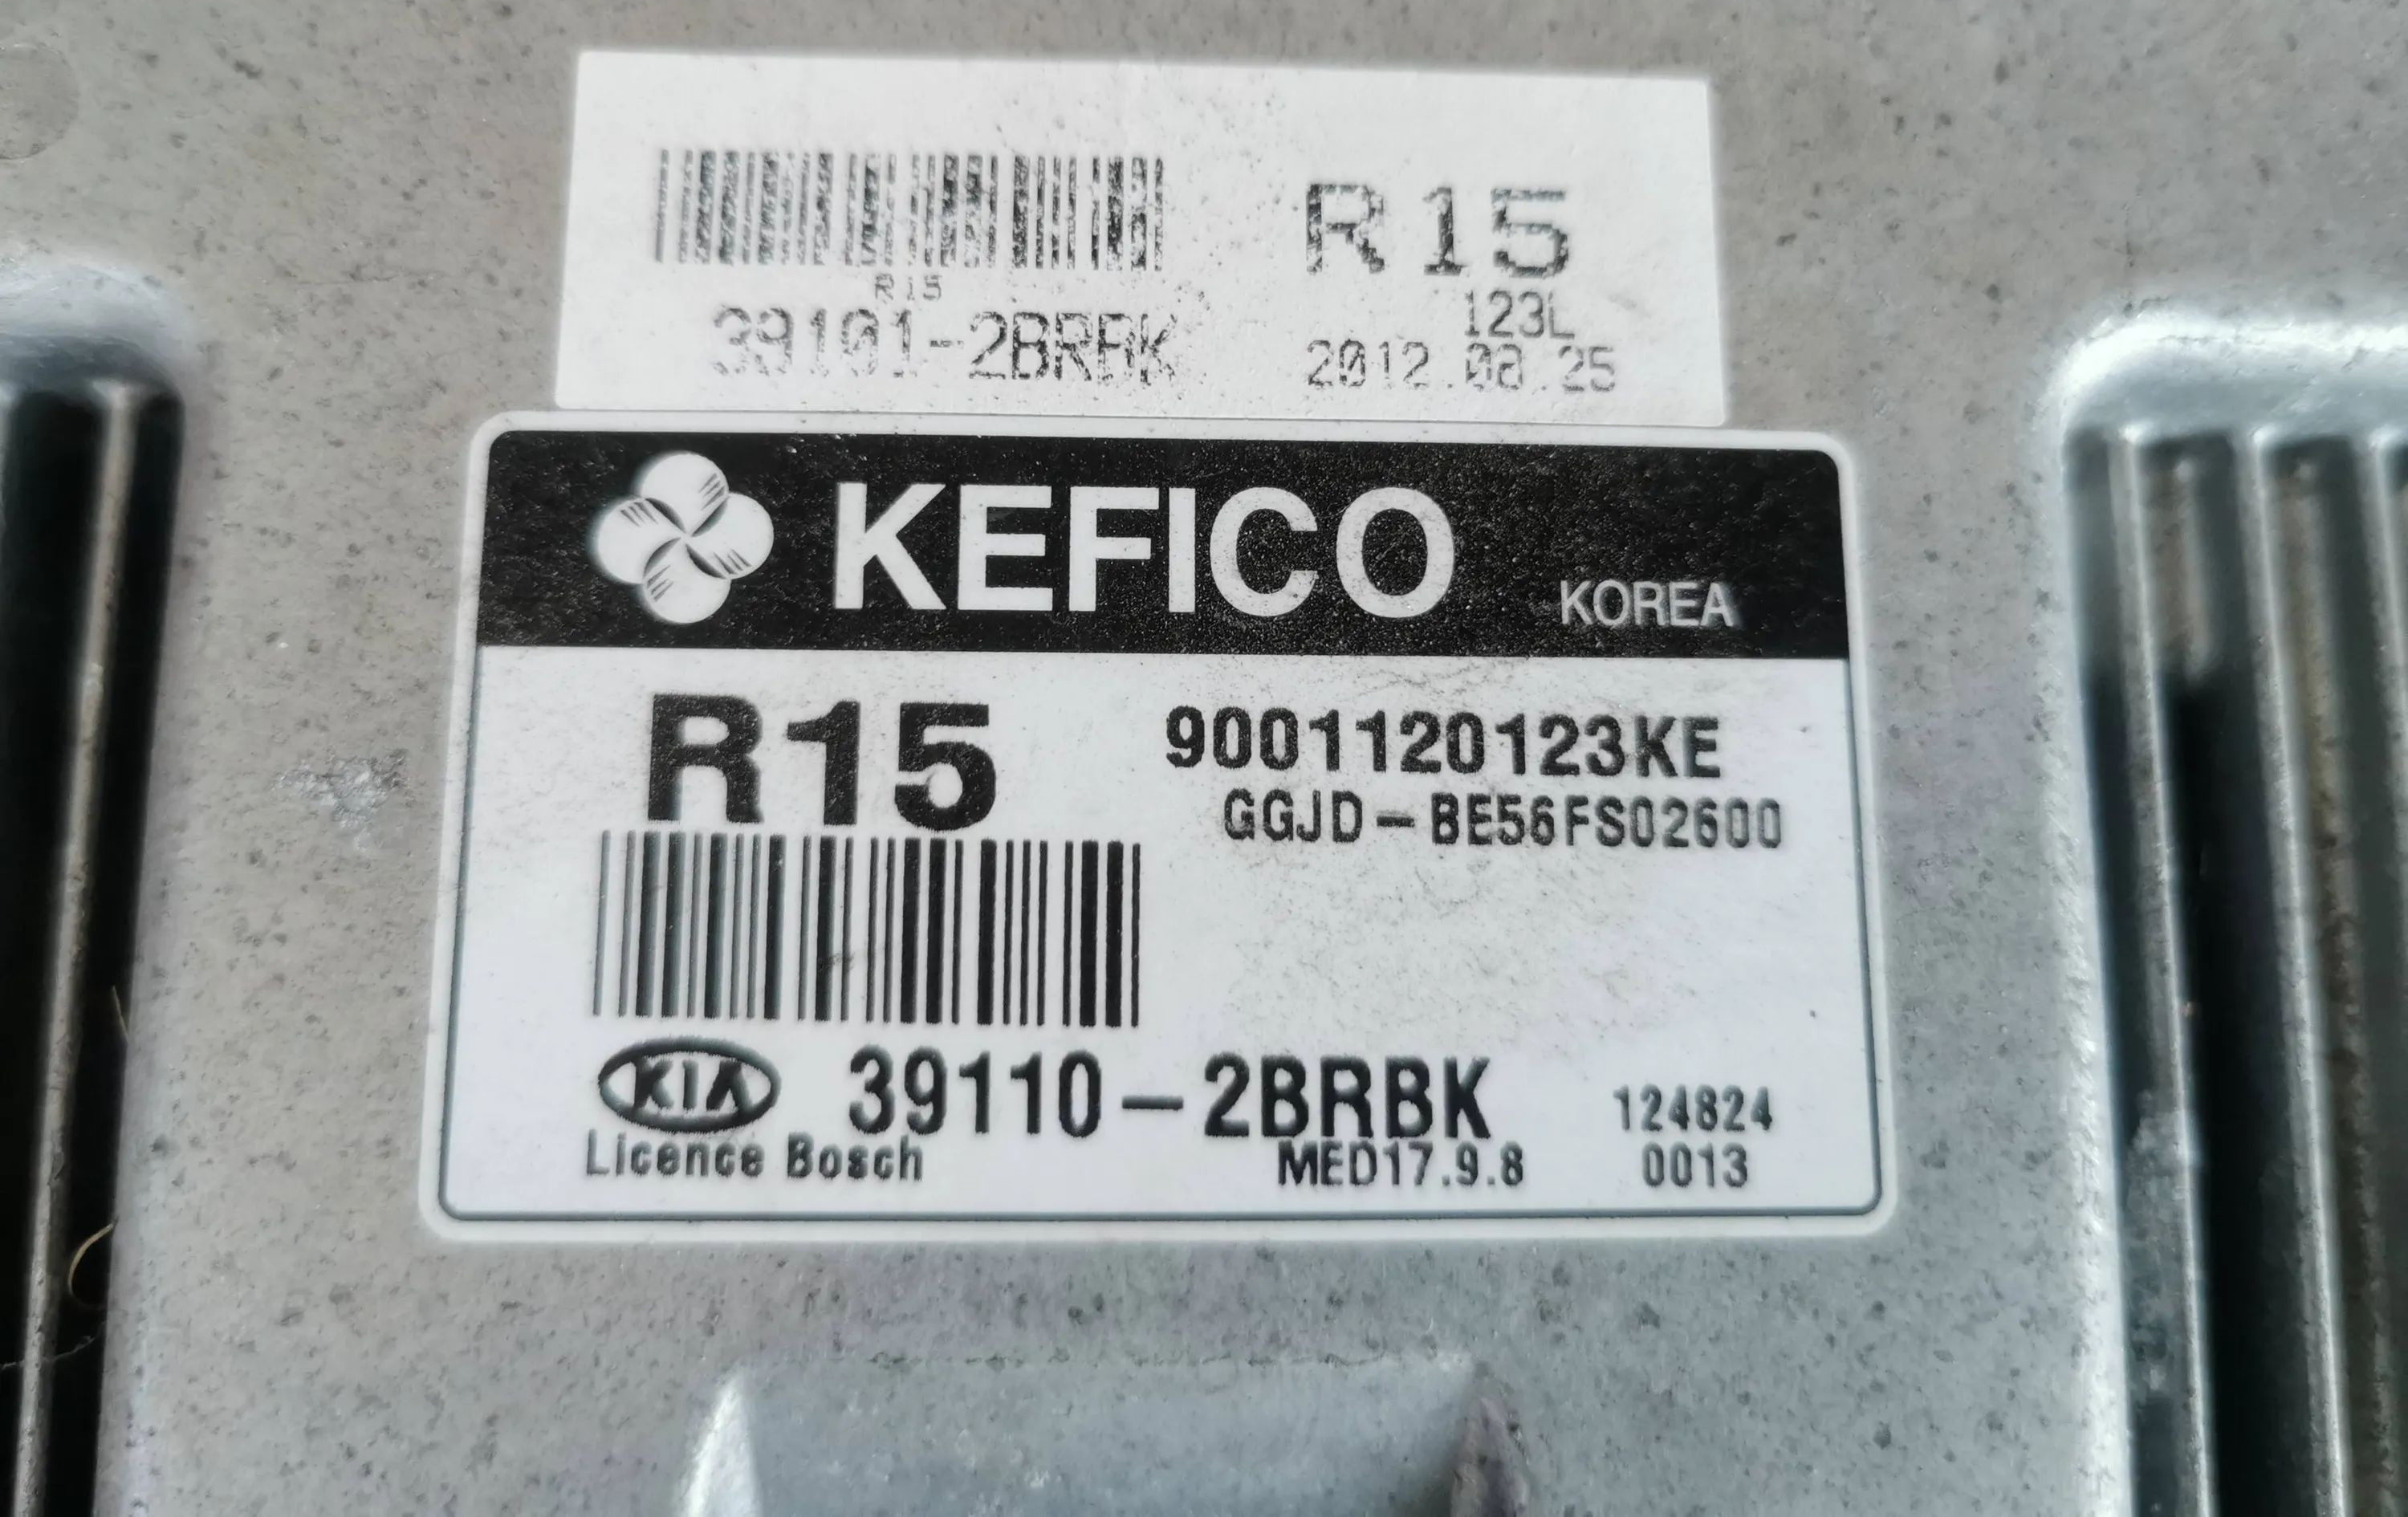 R15
R15
39101-2BRBK
123L
2012.08.25
KEFICO KOREA
R15
9001120123KE
GGJD-BE56FS02600
KIA 39110-2BRBK
124824
Licence Bosch
MED17.9.8
0013